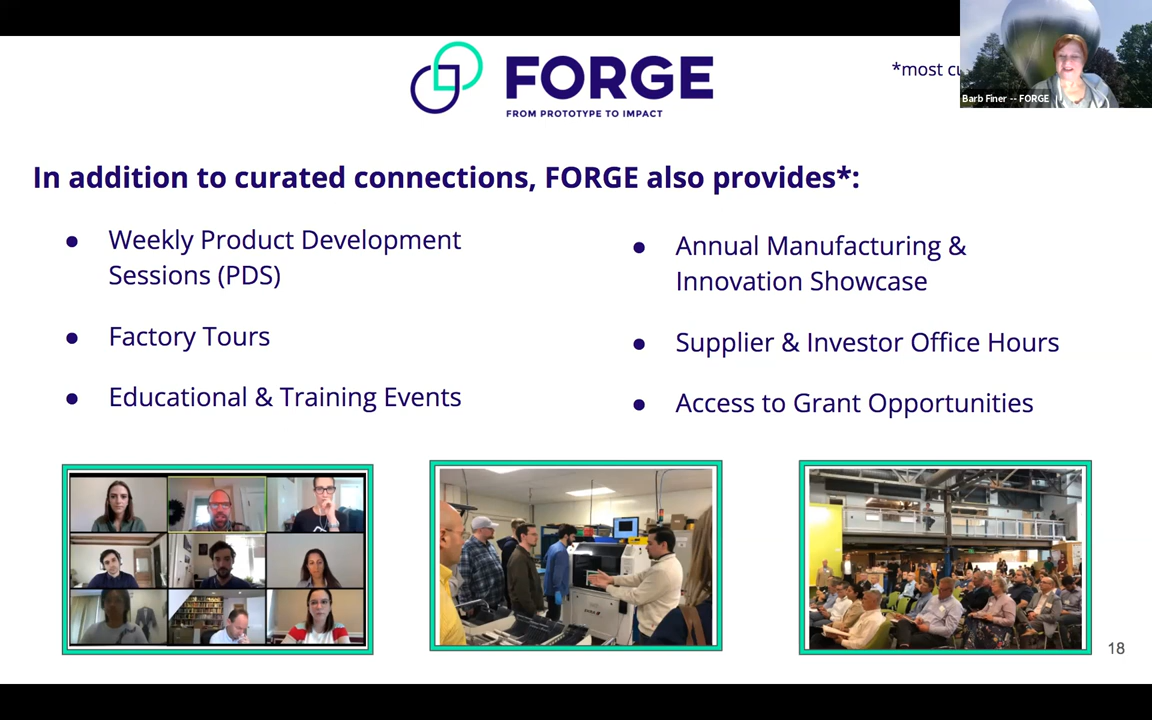 FORGE
FROM PROTOTYPE TO IMPACT
*most
Barb Finer -- FORGE
In addition to curated connections, FORGE also provides*:
Weekly Product Development
Sessions (PDS)
Factory Tours
Educational & Training Events
Annual Manufacturing &
Innovation Showcase
Supplier & Investor Office Hours
Access to Grant Opportunities
18